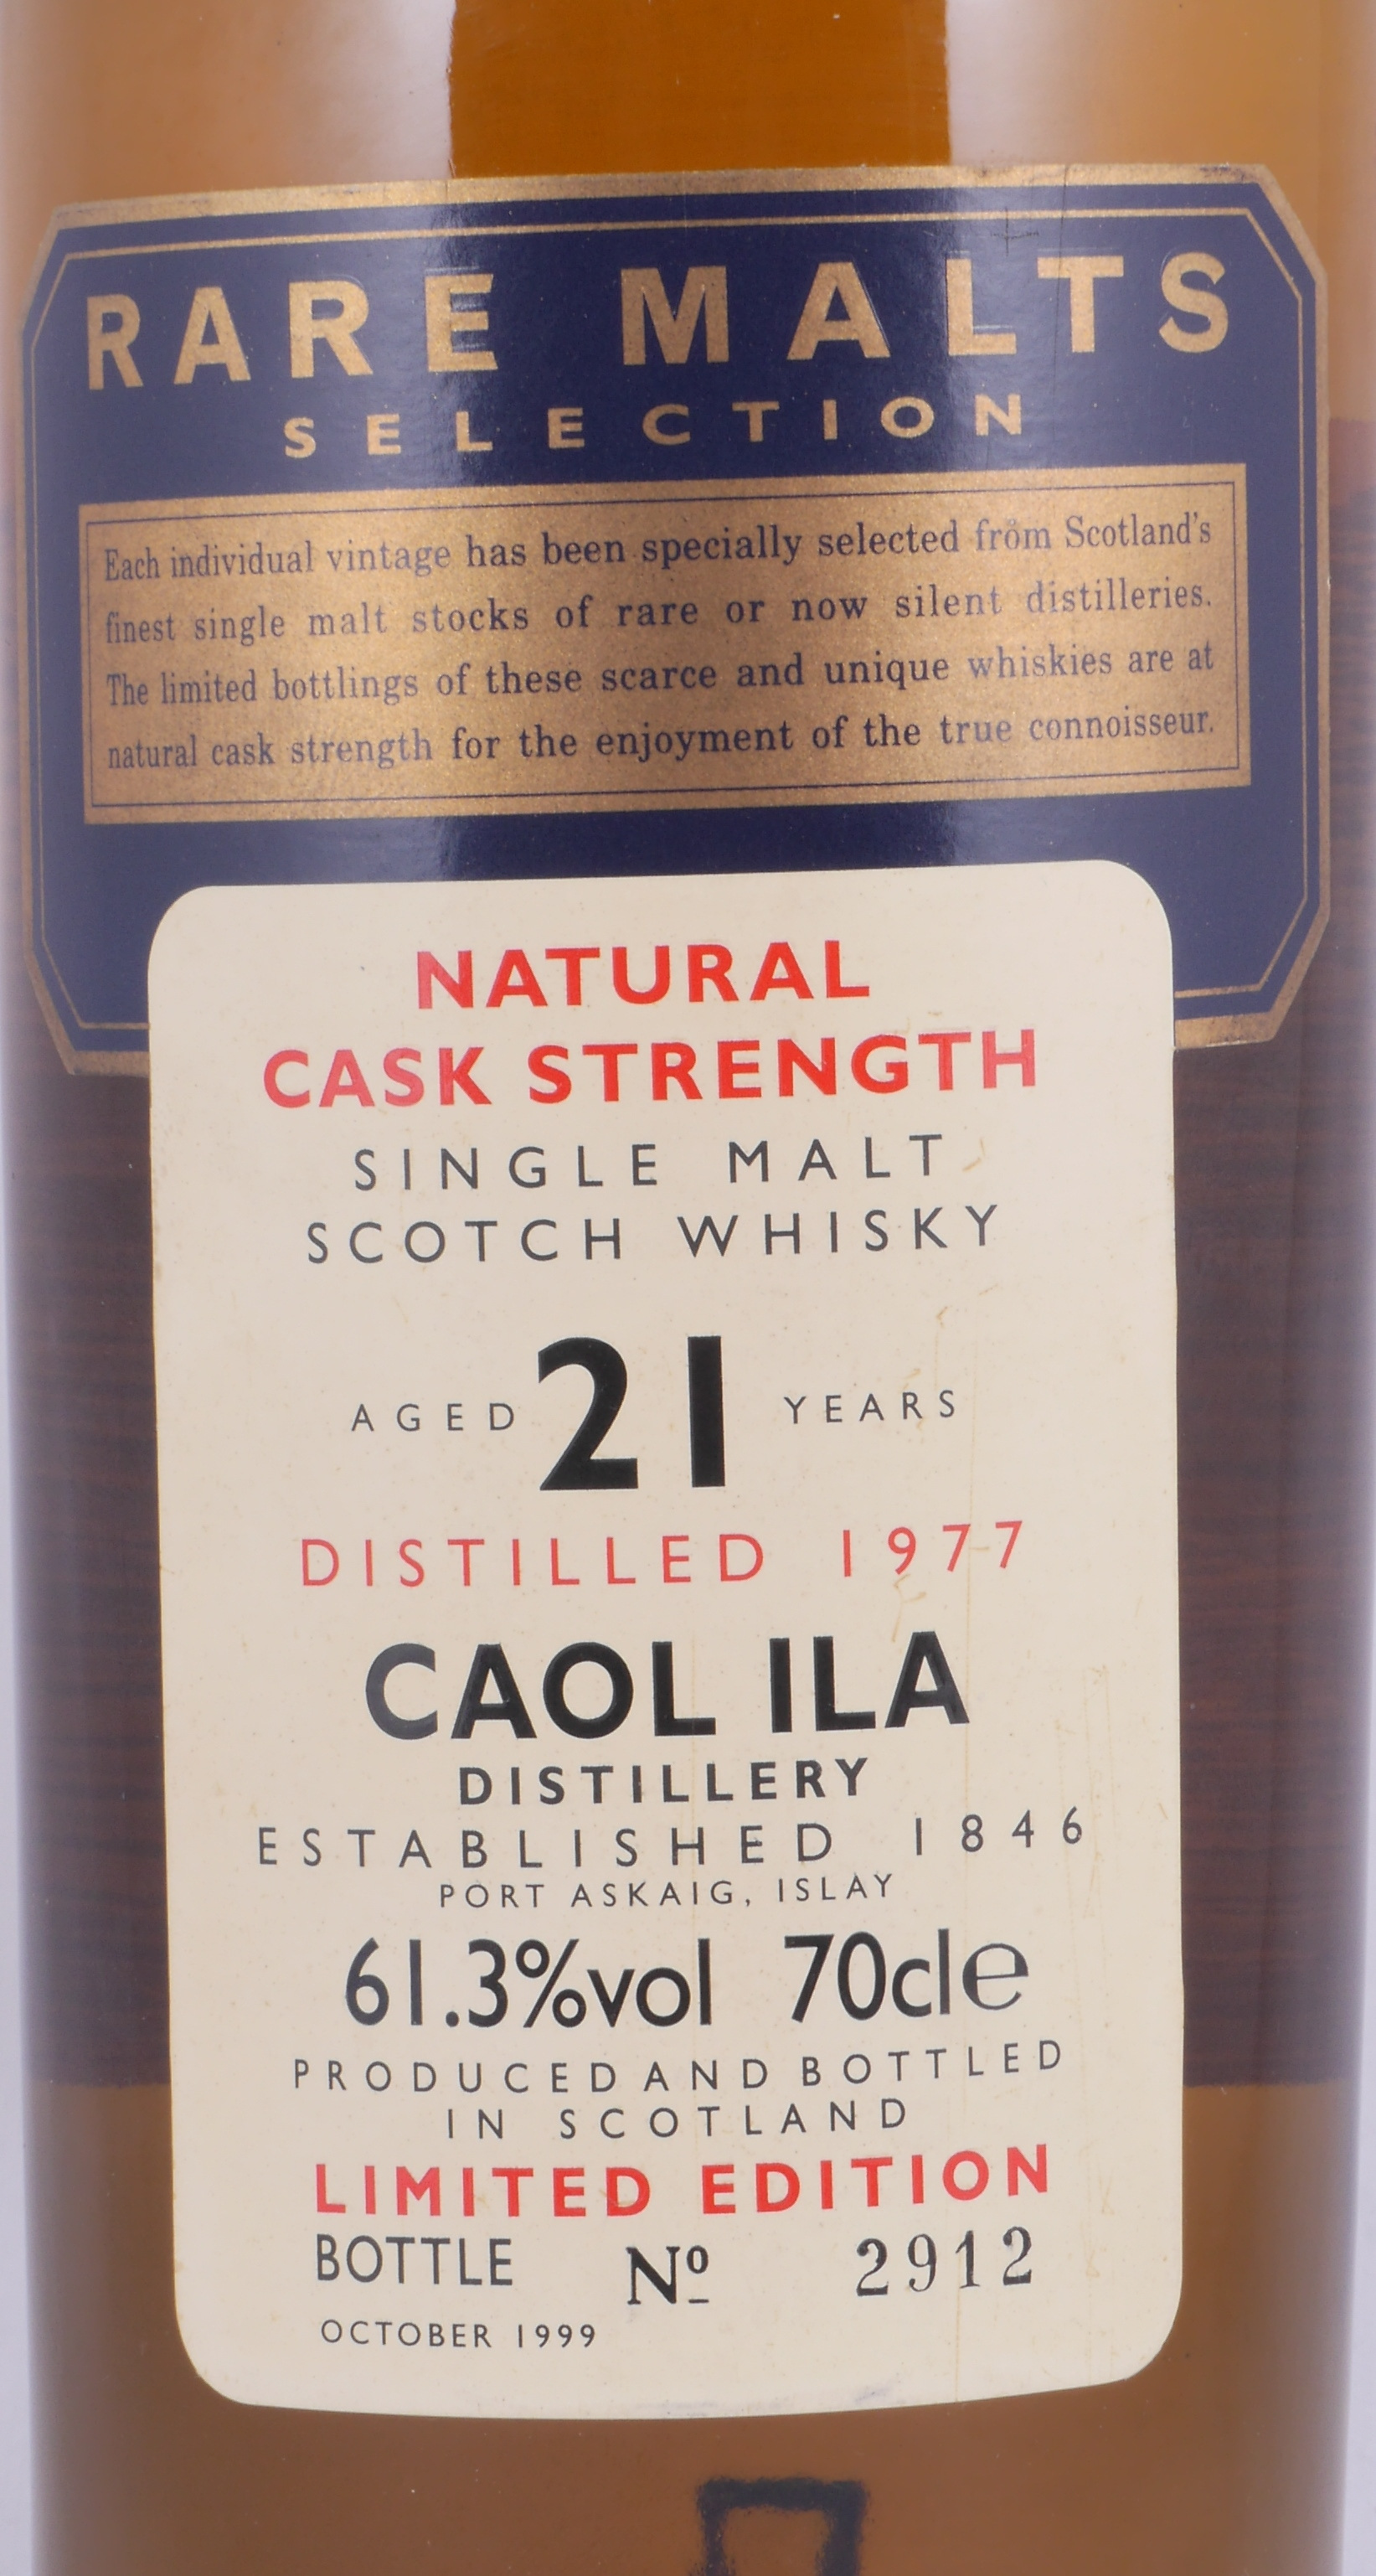 RARE MALTS
SELECTION
Each individual vintage has been specially selected from Scotland's
finest single malt stocks of rare or now silent distilleries.
The limited bottlings of these scarce and unique whiskies are at
natural cask strength for the enjoyment of the true connoisseur.
NATURAL
CASK STRENGTH
SINGLE MALT
SCOTCH WHISKY
AGED 21 YEARS
DISTILLED 1977
CAOL ILA
DISTILLERY
ESTABLISHED 1846
PORT ASKAIG, ISLAY
61.3%vol 70cl℮
PRODUCED AND BOTTLED
IN SCOTLAND
LIMITED EDITION
BOTTLE Nº 2912
OCTOBER 1999